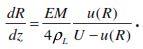 dR/dz = EM/4ρ_L u(R)/U − u(R).